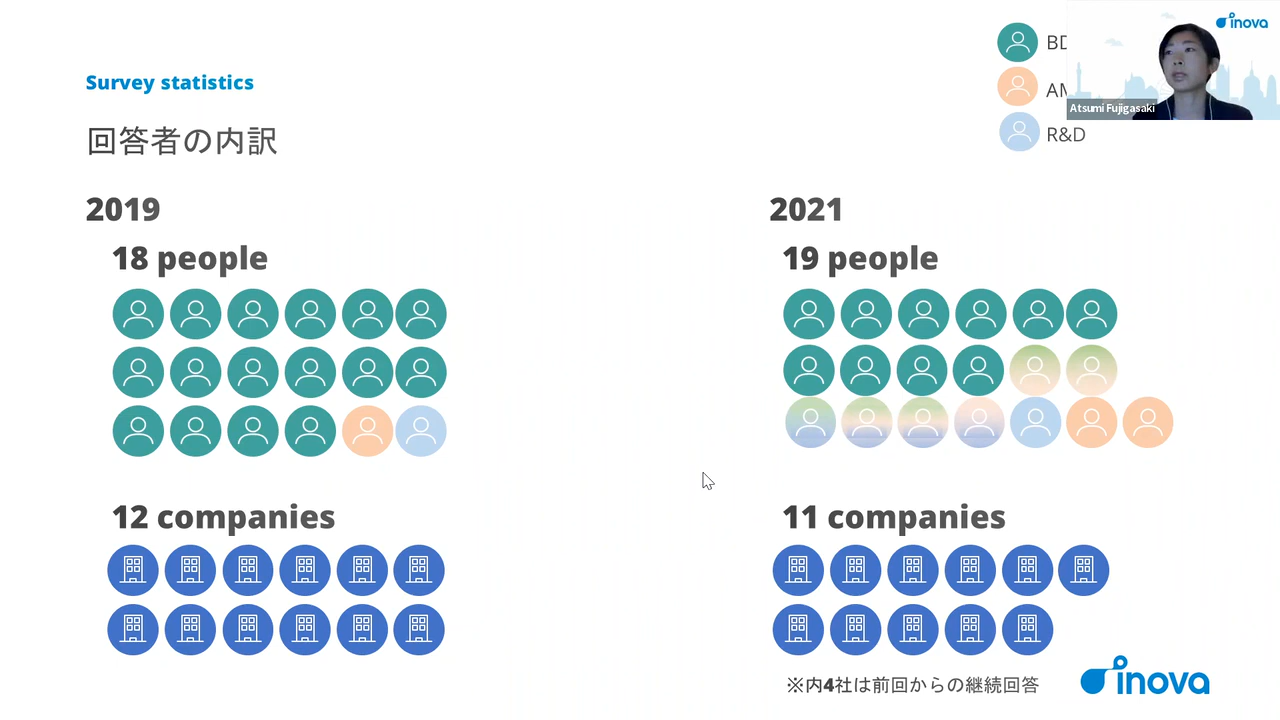 Survey statistics
回答者の内訳
R&D
inova
Atsumi Fujigasaki
2019
18 people
12 companies
2021
19 people
11 companies
※内4社は前回からの継続回答
inova